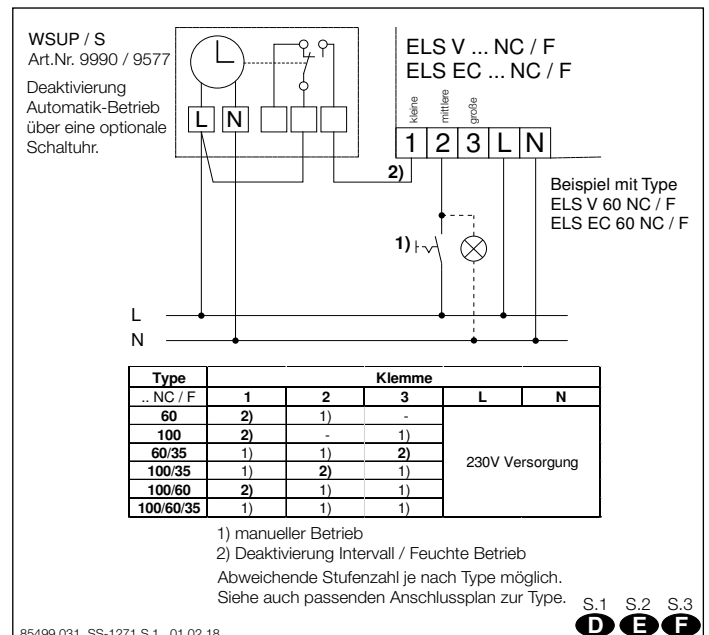 WSUP / S
Art.Nr. 9990 / 9577
Deaktivierung
Automatik-Betrieb
über eine optionale
Schaltuhr.
L N
ELS V ... NC / F
ELS EC ... NC / F
kleine mittlere große
1 2 3 L N
2)
Beispiel mit Type
ELS V 60 NC / F
ELS EC 60 NC / F
1)
L
N
Type Klemme
.. NC / F 1 2 3 L N
60 2) 1) - 230V Versorgung
100 2) - 1)
60/35 1) 1) 2)
100/35 1) 2) 1)
100/60 2) 1) 1)
100/60/35 1) 1) 1)
1) manueller Betrieb
2) Deaktivierung Intervall / Feuchte Betrieb
Abweichende Stufenzahl je nach Type möglich.
Siehe auch passenden Anschlussplan zur Type.
S.1 S.2 S.3
D E F
85499 031 SS-1271 S.1 01.02.18